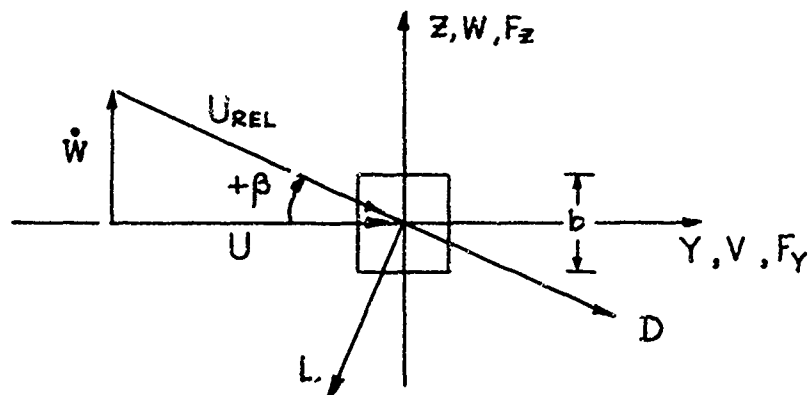 Z, W, F_Z
U_REL
Ẇ
+β
b
U
Y, V, F_Y
D
L